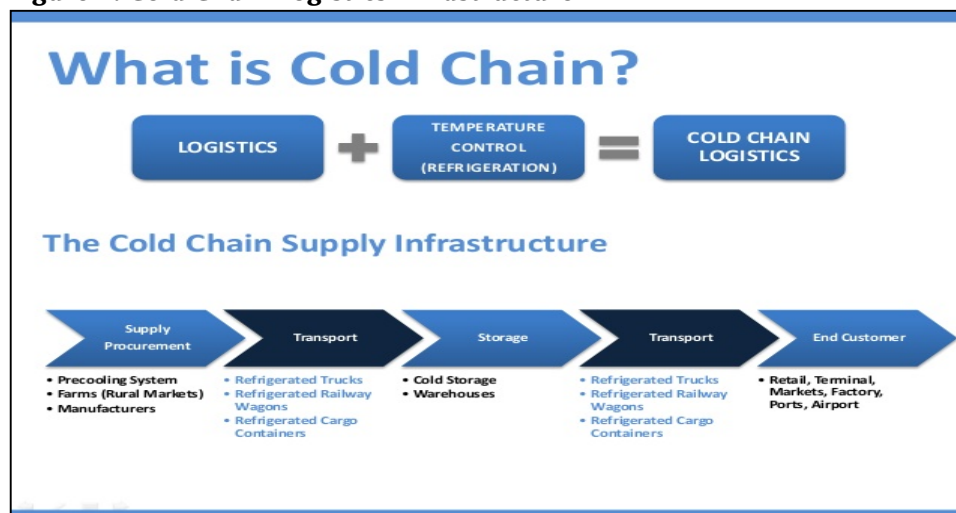 What is Cold Chain?
LOGISTICS
TEMPERATURE
CONTROL
(REFRIGERATION)
COLD CHAIN
LOGISTICS
The Cold Chain Supply Infrastructure
Supply
Procurement
• Precooling System
• Farms (Rural Markets)
• Manufacturers
Transport
• Refrigerated Trucks
• Refrigerated Railway
Wagons
• Refrigerated Cargo
Containers
Storage
• Cold Storage
• Warehouses
Transport
• Refrigerated Trucks
• Refrigerated Railway
Wagons
• Refrigerated Cargo
Containers
End Customer
• Retail, Terminal,
Markets, Factory,
Ports, Airport